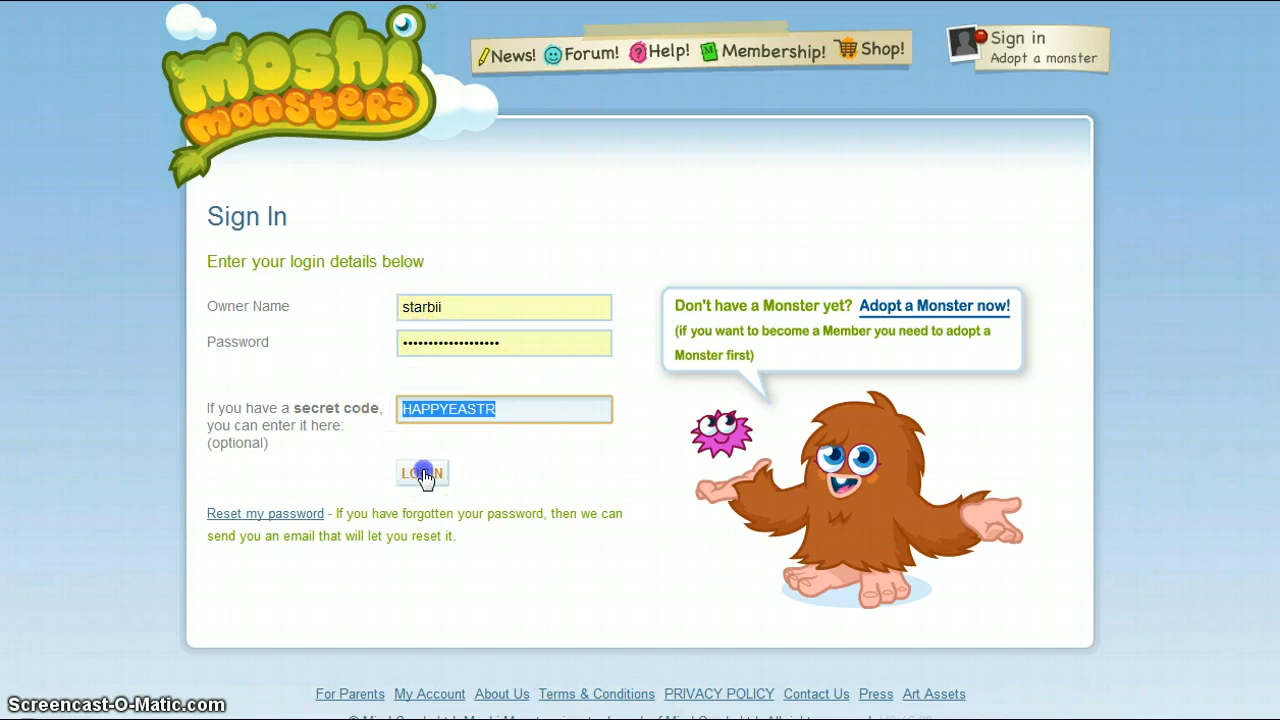 moshi
monsters
™
News! Forum! Help! Membership! Shop!
Sign in
Adopt a monster
Sign In
Enter your login details below
Owner Name starbii
Password •••••••••••••••••••
If you have a secret code, HAPPYEASTR
you can enter it here:
(optional)
Reset my password - If you have forgotten your password, then we can
send you an email that will let you reset it.
Don't have a Monster yet? Adopt a Monster now!
(if you want to become a Member you need to adopt a
Monster first)
For Parents My Account About Us Terms & Conditions PRIVACY POLICY Contact Us Press Art Assets
Screencast-O-Matic.com